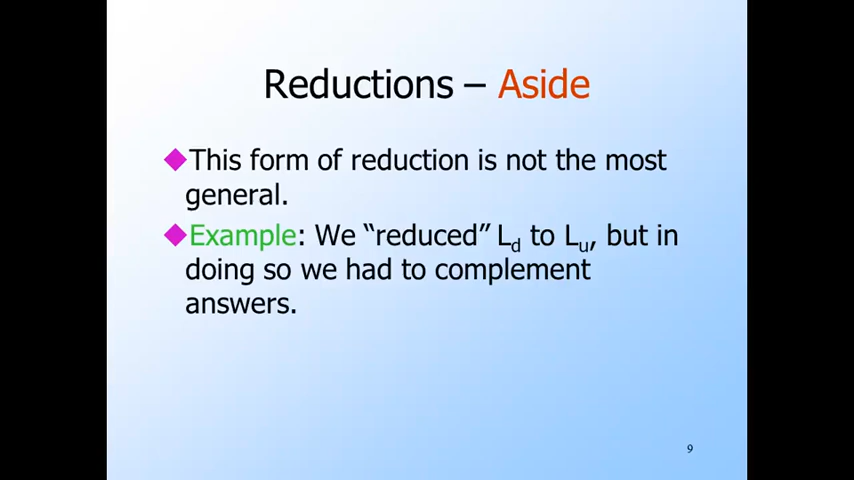 Reductions – Aside
This form of reduction is not the most
general.
Example: We “reduced” Ld to Lu, but in
doing so we had to complement
answers.
9